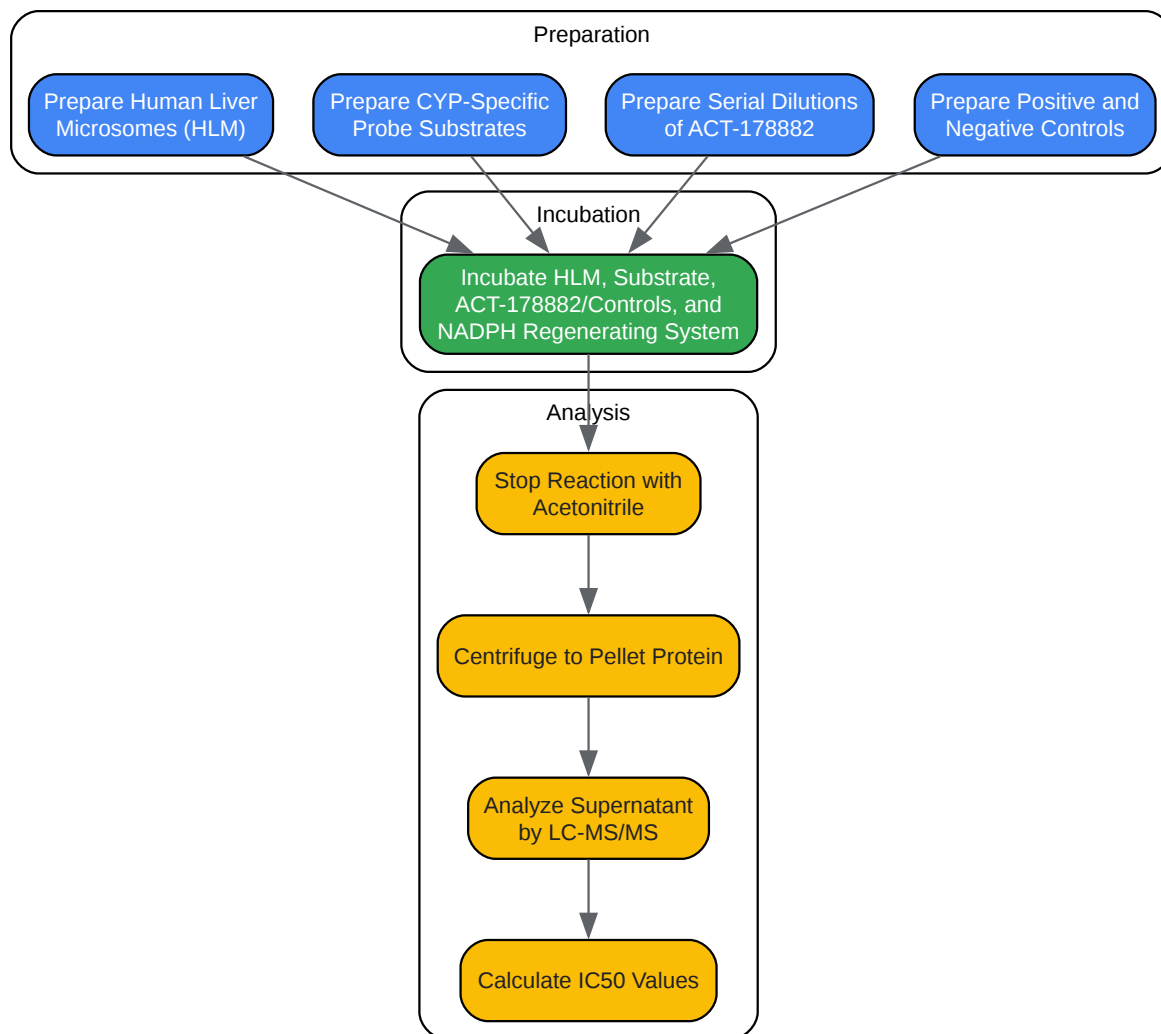 Preparation
Prepare Human Liver
Microsomes (HLM)
Prepare CYP-Specific
Probe Substrates
Prepare Serial Dilutions
of ACT-178882
Prepare Positive and
Negative Controls
Incubation
Incubate HLM, Substrate,
ACT-178882/Controls, and
NADPH Regenerating System
Analysis
Stop Reaction with
Acetonitrile
Centrifuge to Pellet Protein
Analyze Supernatant
by LC-MS/MS
Calculate IC50 Values